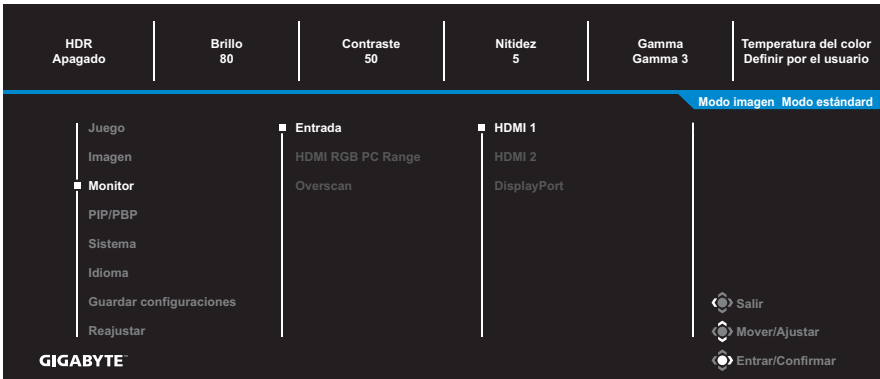 HDR Brillo Contraste Nitidez Gamma Temperatura del color
Apagado 80 50 5 Gamma 3 Definir por el usuario
Modo imagen Modo estándard
Juego Entrada HDMI 1
Imagen HDMI RGB PC Range HDMI 2
Monitor Overscan DisplayPort
PIP/PBP
Sistema
Idioma
Guardar configuraciones Salir
Reajustar Mover/Ajustar
GIGABYTE™ Entrar/Confirmar